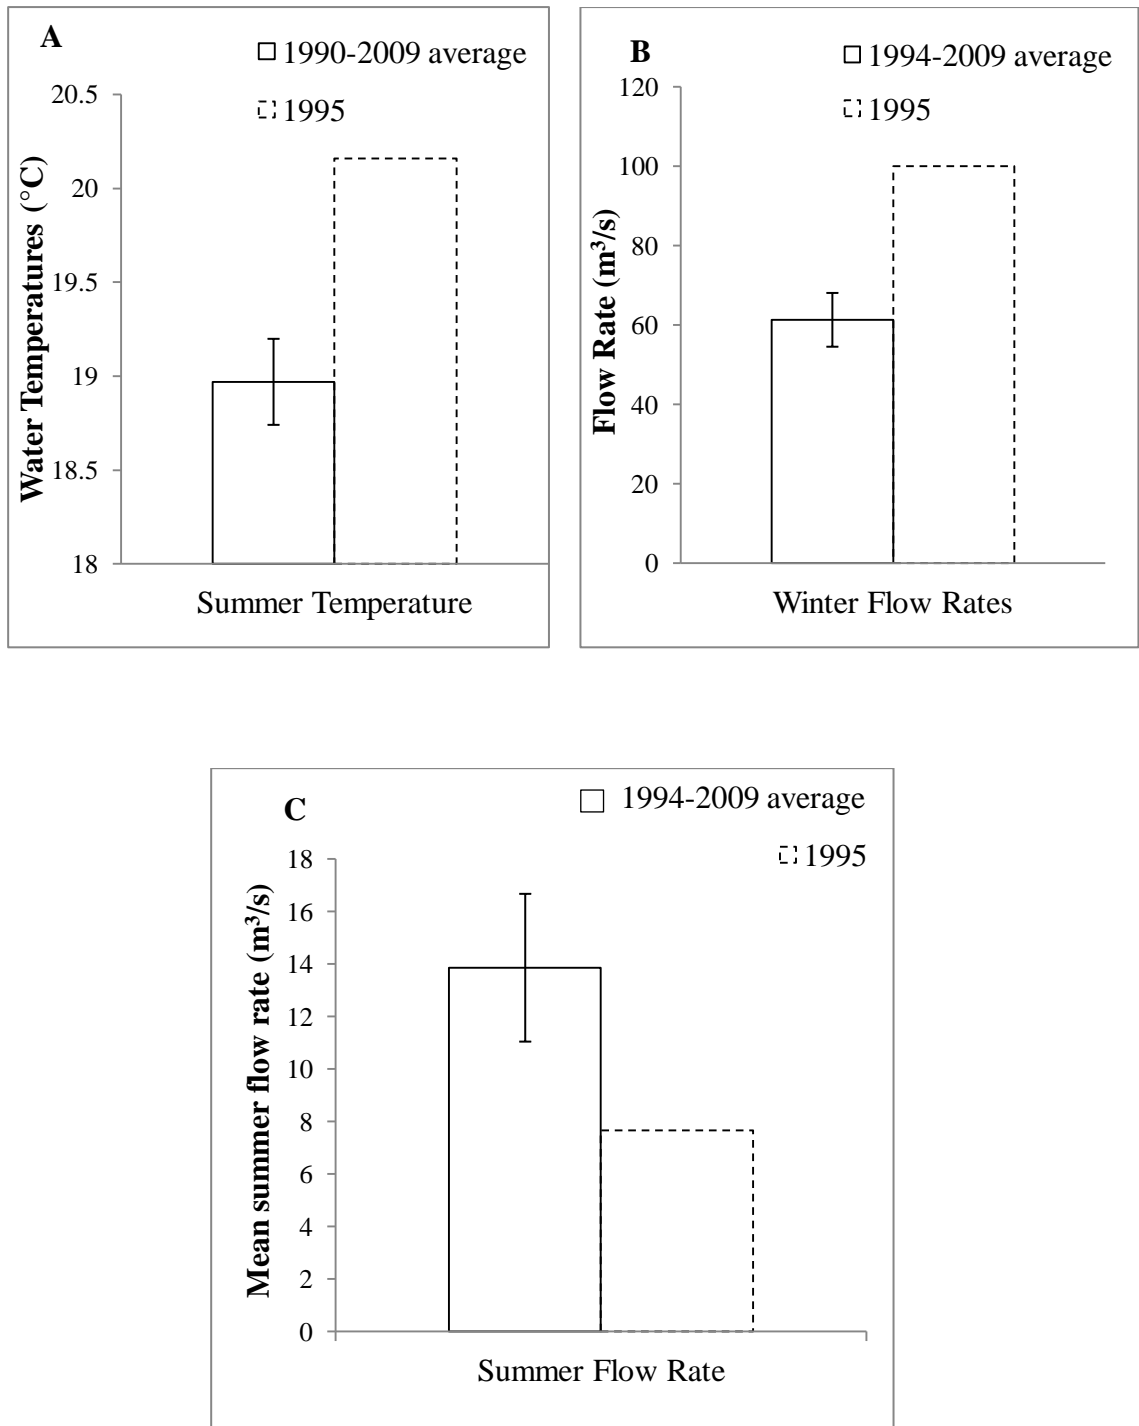 A
1990-2009 average
1995
20.5
20
19.5
19
18.5
18
Water Temperatures (°C)
Summer Temperature
B
1994-2009 average
1995
120
100
80
60
40
20
0
Flow Rate (m³/s)
Winter Flow Rates
C
1994-2009 average
1995
18
16
14
12
10
8
6
4
2
0
Mean summer flow rate (m³/s)
Summer Flow Rate